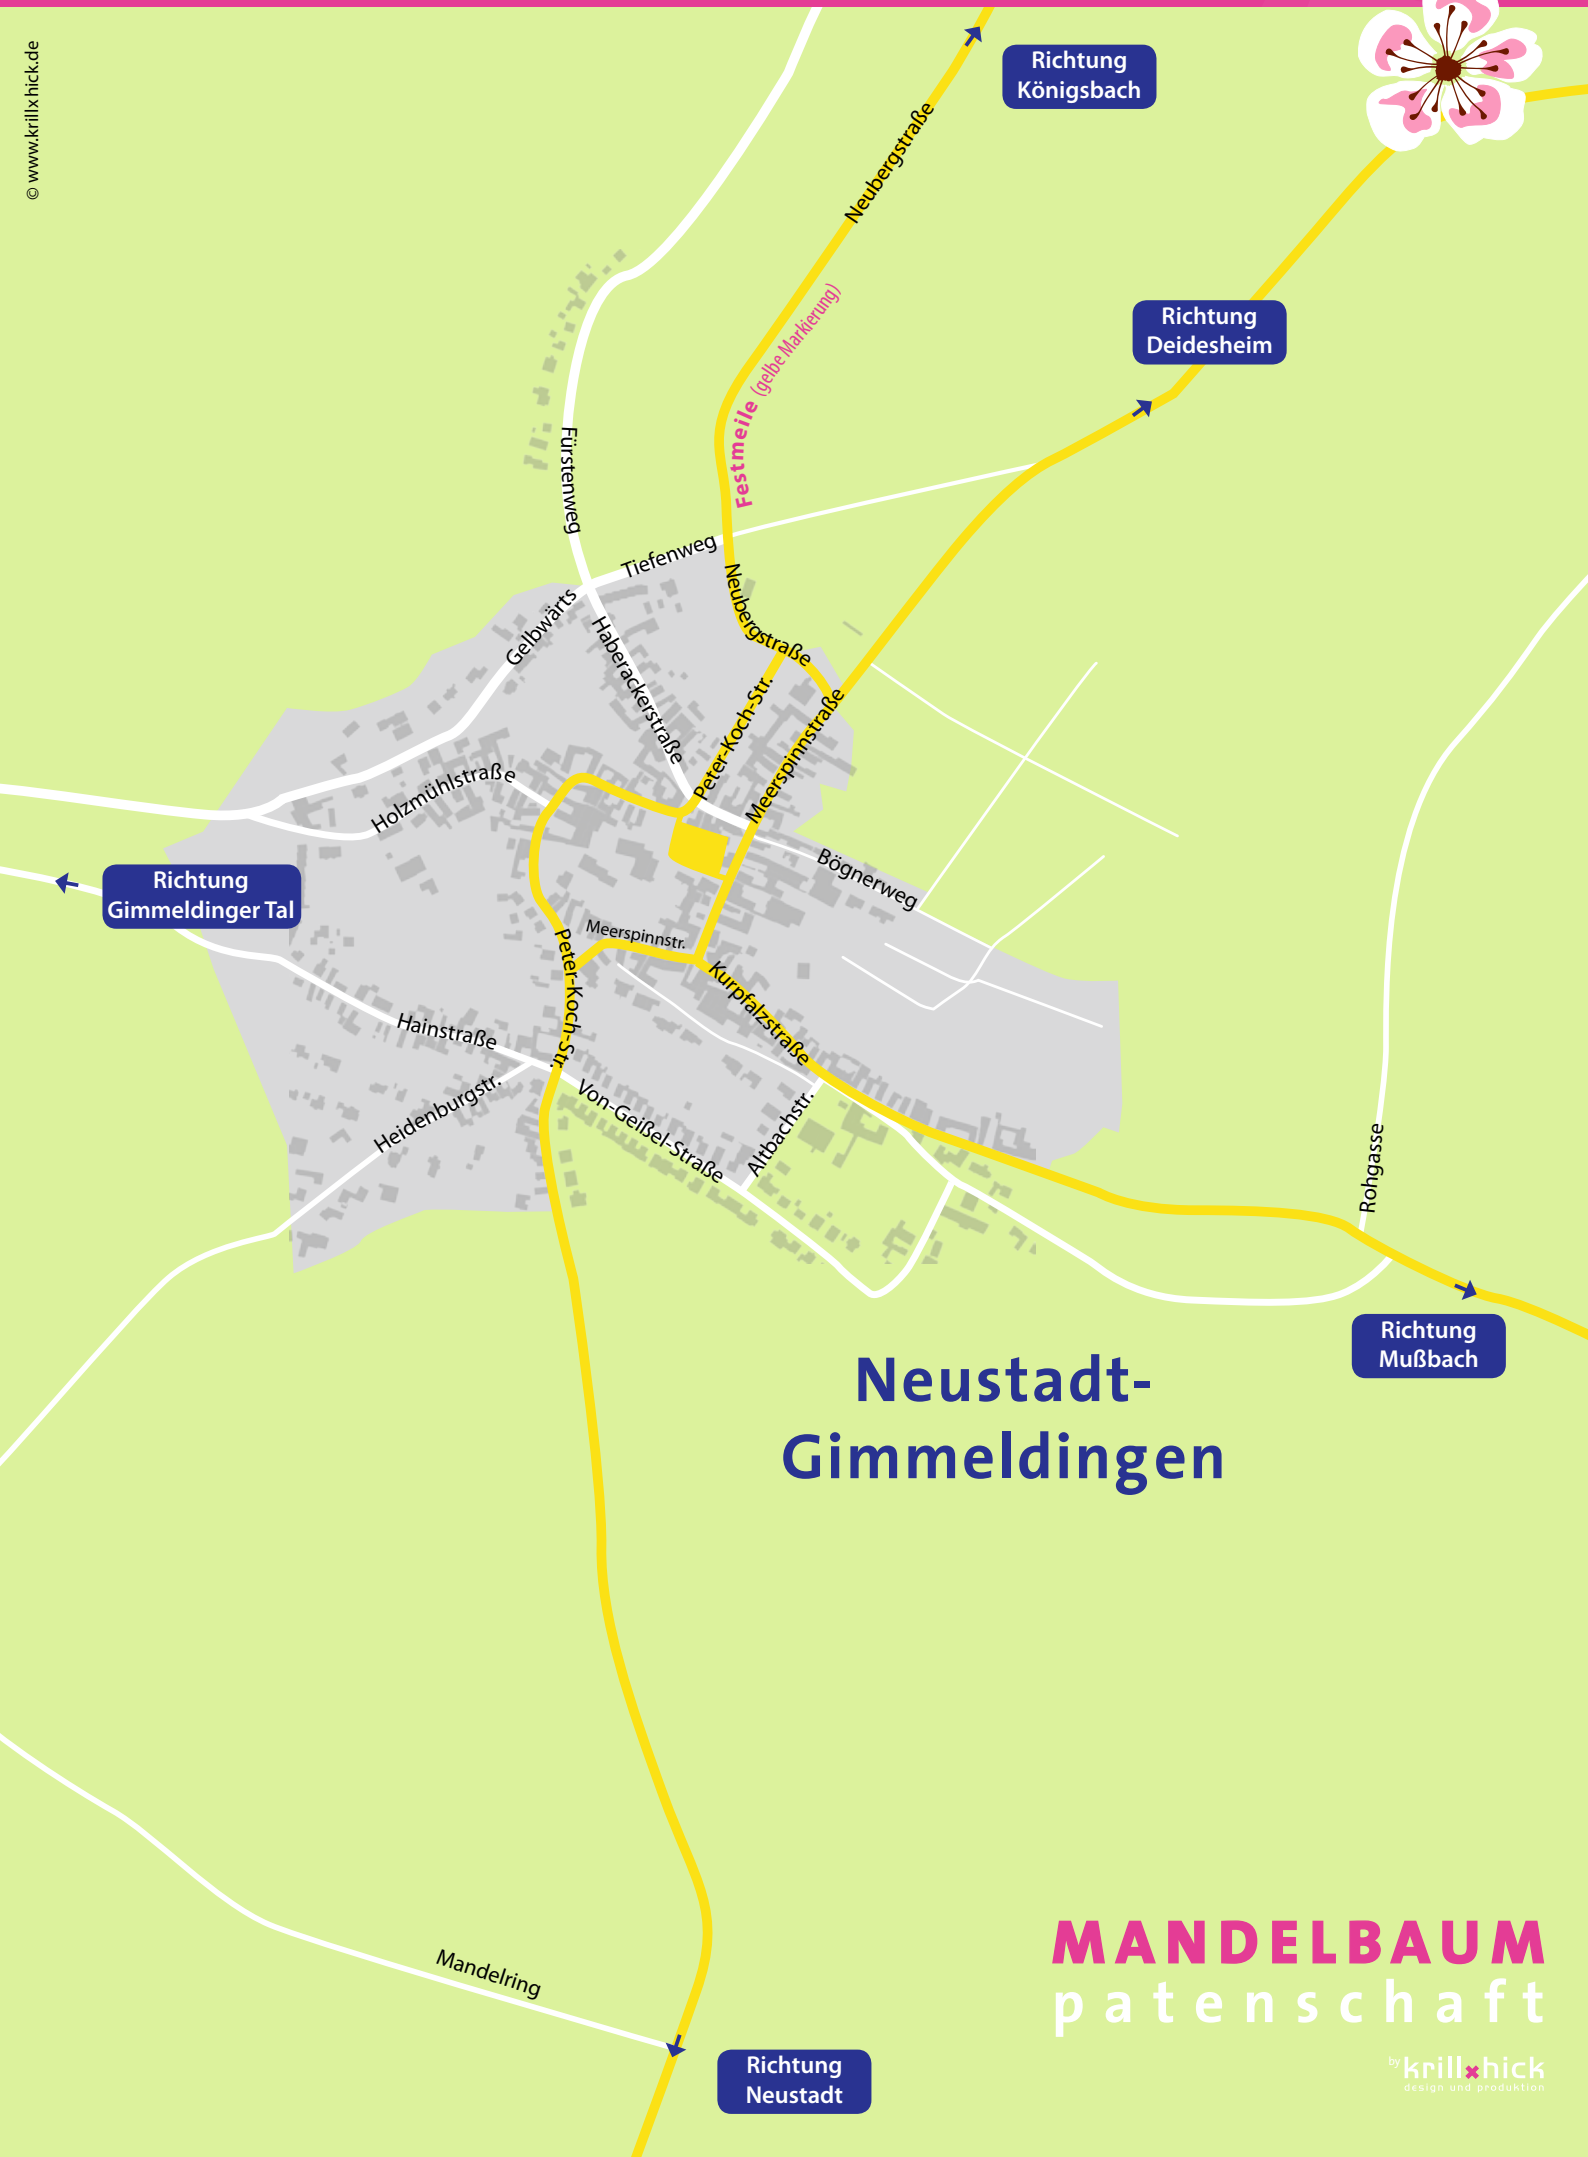 © www.krillxhick.de
Richtung
Königsbach
Neubergstraße
Festmeile (gelbe Markierung)
Richtung
Deidesheim
Fürstenweg
Tiefenweg
Neubergstraße
Gelbwärts
Haberackerstraße
Peter-Koch-Str.
Meerspinnstraße
Holzmühlstraße
Bögnerweg
Richtung
Gimmeldinger Tal
Meerspinnstr.
Peter-Koch-Str.
Kurpfalzstraße
Hainstraße
Heidenburgstr.
Von-Geißel-Straße
Altbachstr.
Rohgasse
Richtung
Mußbach
Neustadt-
Gimmeldingen
MANDELBAUM
patenschaft
Mandelring
Richtung
Neustadt
by krillxhick
design und produktion